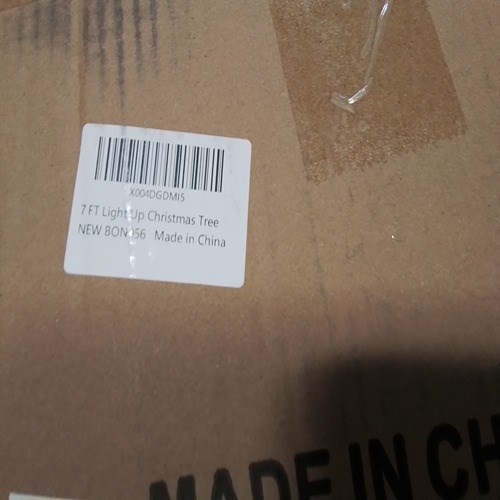 X004DGDMI5
7 FT Light Up Christmas Tree
NEW BON056 Made in China
MADE IN CH